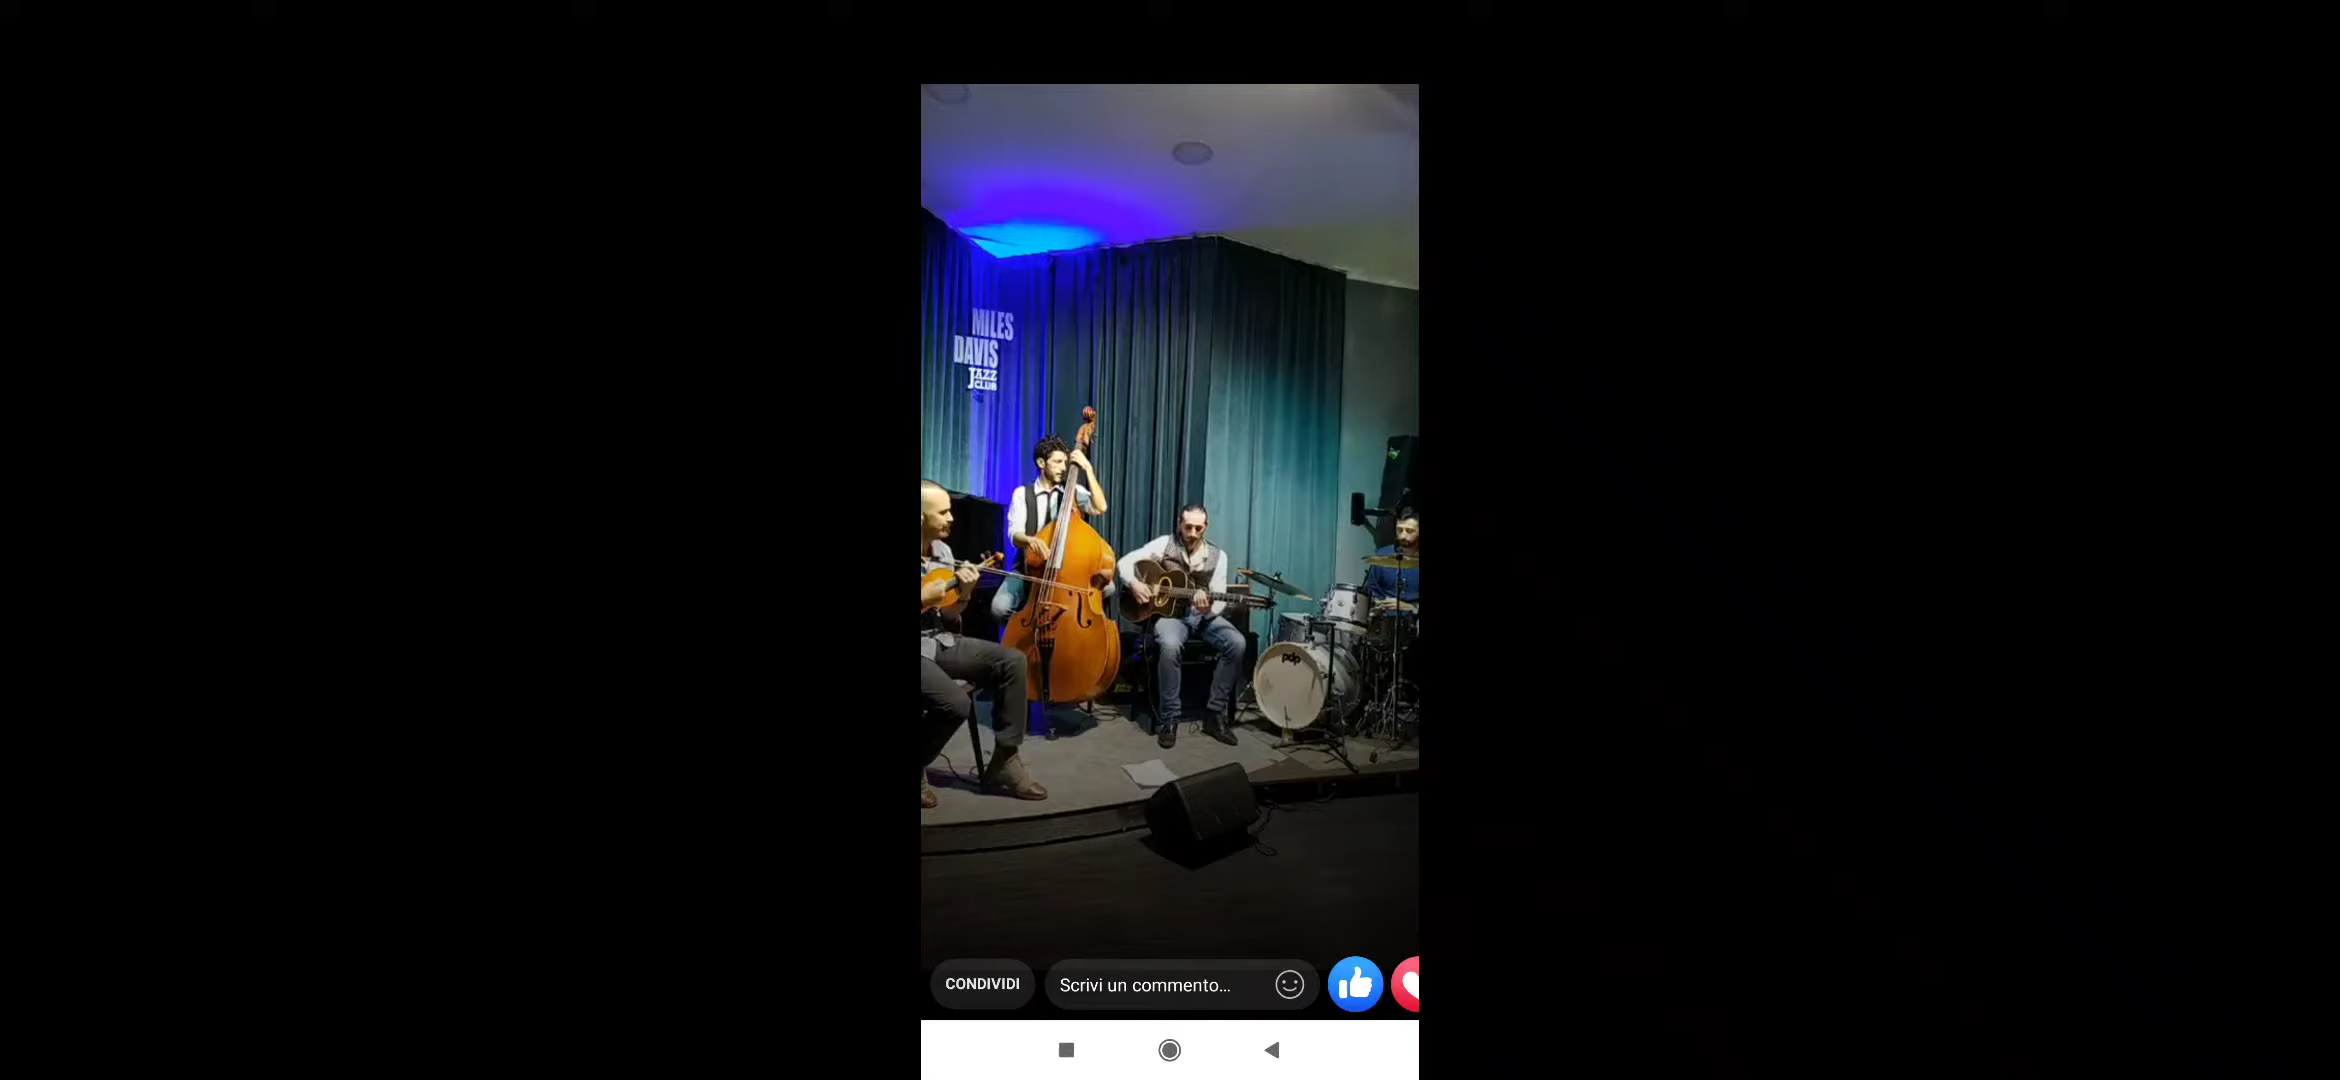 MILES
DAVIS
JAZZ
CLUB
pdp
CONDIVIDI
Scrivi un commento...